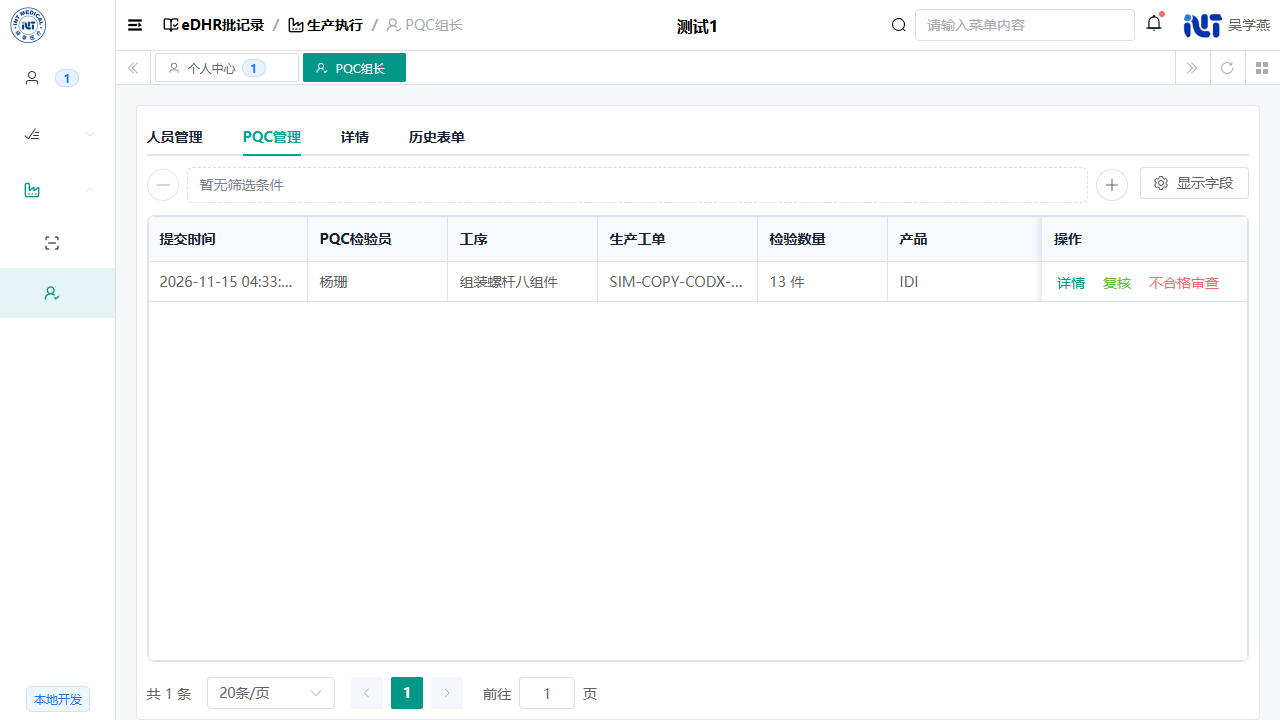 eDHR批记录 / 生产执行 / PQC组长
测试1
请输入菜单内容
吴学燕
1
个人中心 1
PQC组长
人员管理
PQC管理
详情
历史表单
暂无筛选条件
显示字段
提交时间 PQC检验员 工序 生产工单 检验数量 产品 操作
2026-11-15 04:33:... 杨珊 组装螺杆八组件 SIM-COPY-CODX-... 13 件 IDI 详情 复核 不合格审查
共 1 条 20条/页 1 前往 1 页
本地开发